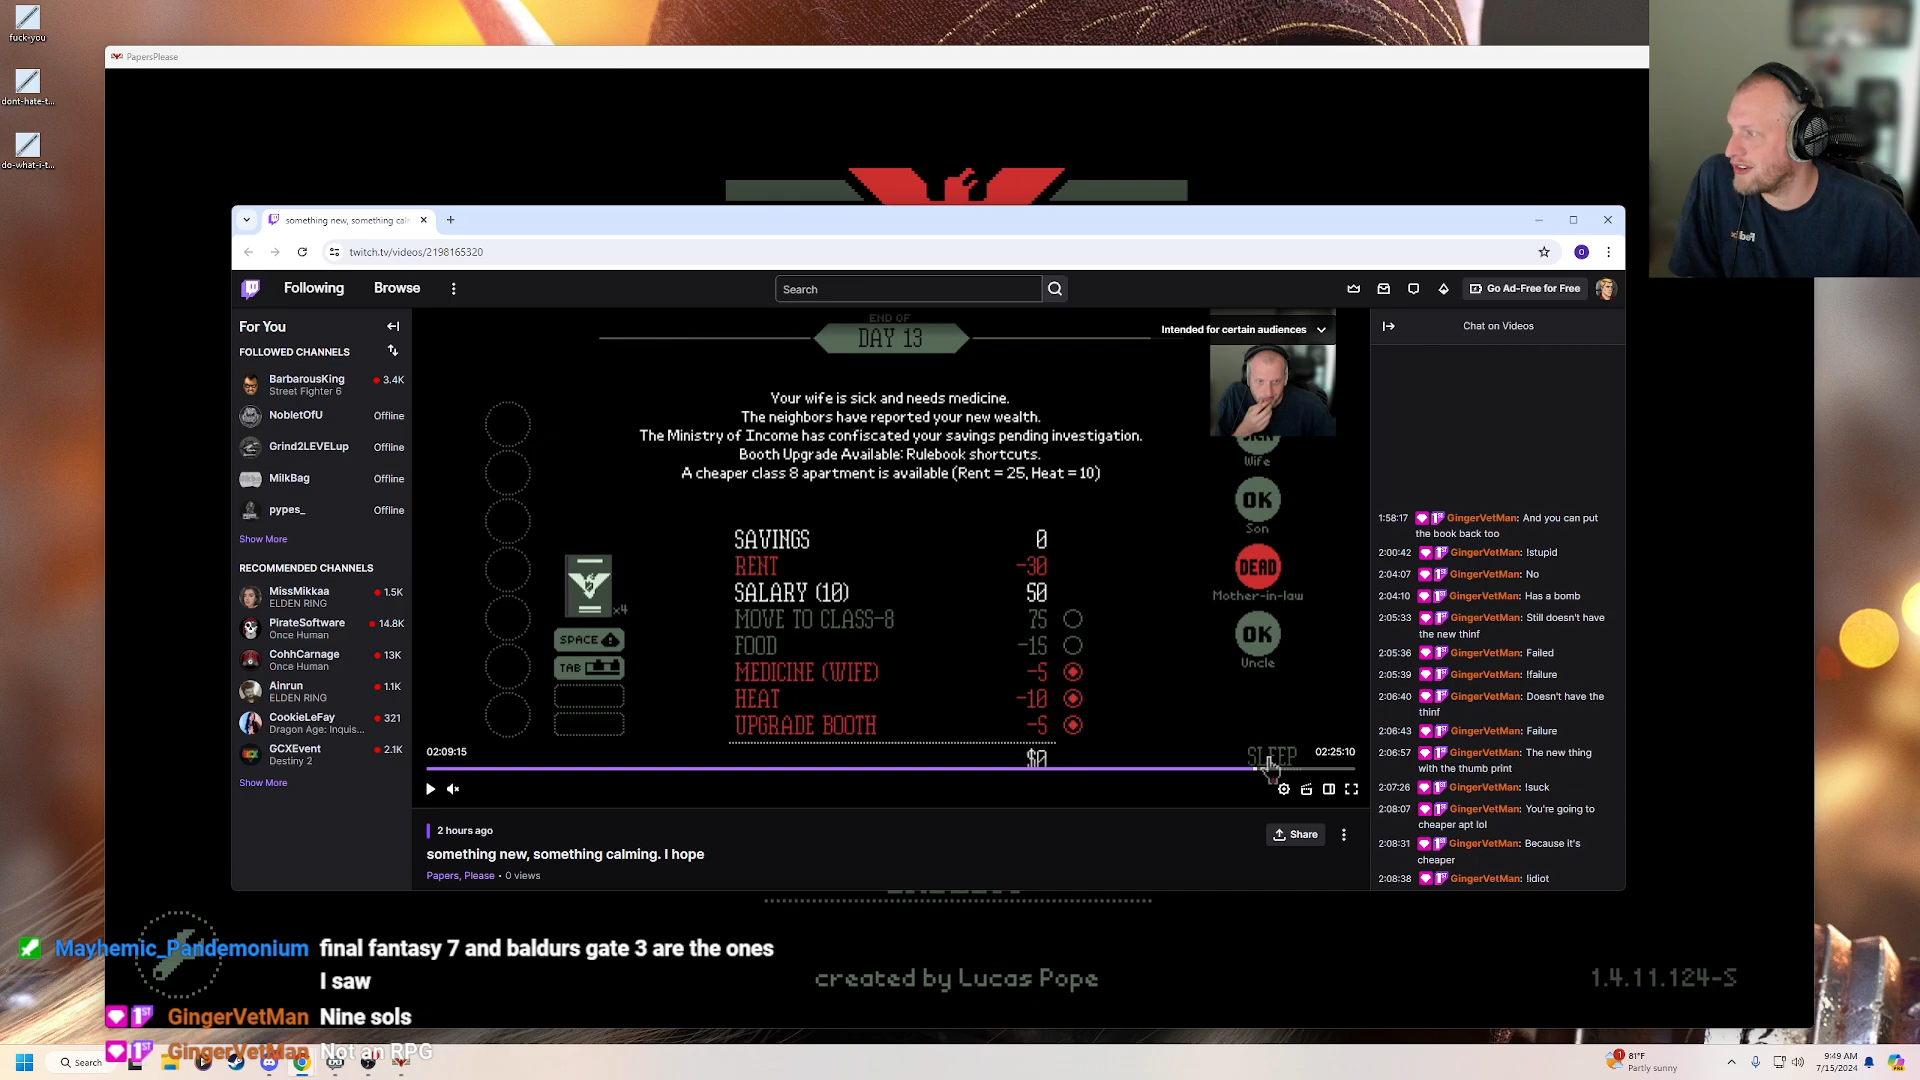 fuck-you
dont-hate-t...
do-what-i-t...
PapersPlease
something new, something cal
twitch.tv/videos/2198165320
Following
Browse
Search
Go Ad-Free for Free
For You
FOLLOWED CHANNELS
BarbarousKing
3.4K
Street Fighter 6
NobletOfU
Offline
Grind2LEVELup
Offline
MilkBag
Offline
pypes_
Offline
Show More
RECOMMENDED CHANNELS
MissMikkaa
1.5K
ELDEN RING
PirateSoftware
14.8K
Once Human
CohhCarnage
13K
Once Human
Ainrun
1.1K
ELDEN RING
CookieLeFay
321
Dragon Age: Inquis...
GCXEvent
2.1K
Destiny 2
Show More
END OF
DAY 13
Intended for certain audiences
Your wife is sick and needs medicine.
The neighbors have reported your new wealth.
The Ministry of Income has confiscated your savings pending investigation.
Booth Upgrade Available: Rulebook shortcuts.
A cheaper class 8 apartment is available (Rent = 25, Heat = 10)
SAVINGS 0
RENT -30
SALARY (10) 50
MOVE TO CLASS-8 75
FOOD -15
MEDICINE (WIFE) -5
HEAT -10
UPGRADE BOOTH -5
$0
x4
SPACE
TAB
Wife
OK
Son
DEAD
Mother-in-law
OK
Uncle
SLEEP
02:09:15
02:25:10
2 hours ago
Share
something new, something calming. I hope
Papers, Please • 0 views
Chat on Videos
1:58:17 GingerVetMan: And you can put
the book back too
2:00:42 GingerVetMan: !stupid
2:04:07 GingerVetMan: No
2:04:10 GingerVetMan: Has a bomb
2:05:33 GingerVetMan: Still doesn't have
the new thinf
2:05:36 GingerVetMan: Failed
2:05:39 GingerVetMan: !failure
2:06:40 GingerVetMan: Doesn't have the
thinf
2:06:43 GingerVetMan: Failure
2:06:57 GingerVetMan: The new thing
with the thumb print
2:07:26 GingerVetMan: !suck
2:08:07 GingerVetMan: You're going to
cheaper apt lol
2:08:31 GingerVetMan: Because it's
cheaper
2:08:38 GingerVetMan: !idiot
Mayhemic_Pandemonium final fantasy 7 and baldurs gate 3 are the ones
I saw
GingerVetMan Nine sols
GingerVetMan Not an RPG
created by Lucas Pope
1.4.11.124-S
Search
81°F
Partly sunny
9:49 AM
7/15/2024